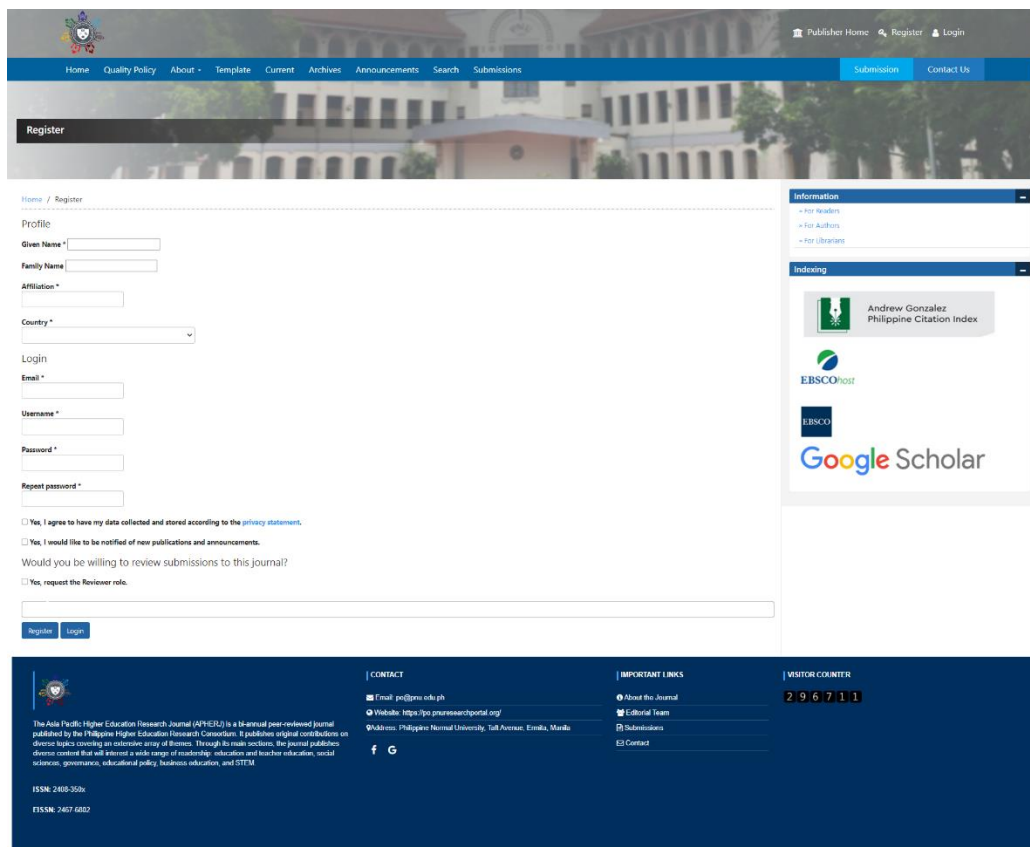 Publisher Home Register Login
Home Quality Policy About Template Current Archives Announcements Search Submissions Submission Contact Us
Register
Home / Register
Profile
Given Name *
Family Name
Affiliation *
Country *
Login
Email *
Username *
Password *
Repeat password *
Yes, I agree to have my data collected and stored according to the privacy statement.
Yes, I would like to be notified of new publications and announcements.
Would you be willing to review submissions to this journal?
Yes, request the Reviewer role.
Register Login
Information
» For Readers
» For Authors
» For Librarians
Indexing
Andrew Gonzalez
Philippine Citation Index
EBSCOhost
EBSCO
Google Scholar
The Asia Pacific Higher Education Research Journal (APHERJ) is a bi-annual peer-reviewed journal
published by the Philippine Higher Education Research Consortium. It publishes original contributions on
diverse topics covering an extensive array of themes. Through its main sections, the journal publishes
diverse content that will interest a wide range of readership: education and teacher education, social
sciences, governance, educational policy, business education, and STEM.
ISSN: 2408-350x
EISSN: 2467-6802
CONTACT
Email: po@pnu.edu.ph
Website: https://po.pnuresearchportal.org/
Address: Philippine Normal University, Taft Avenue, Ermita, Manila
IMPORTANT LINKS
About the Journal
Editorial Team
Submissions
Contact
VISITOR COUNTER
296711